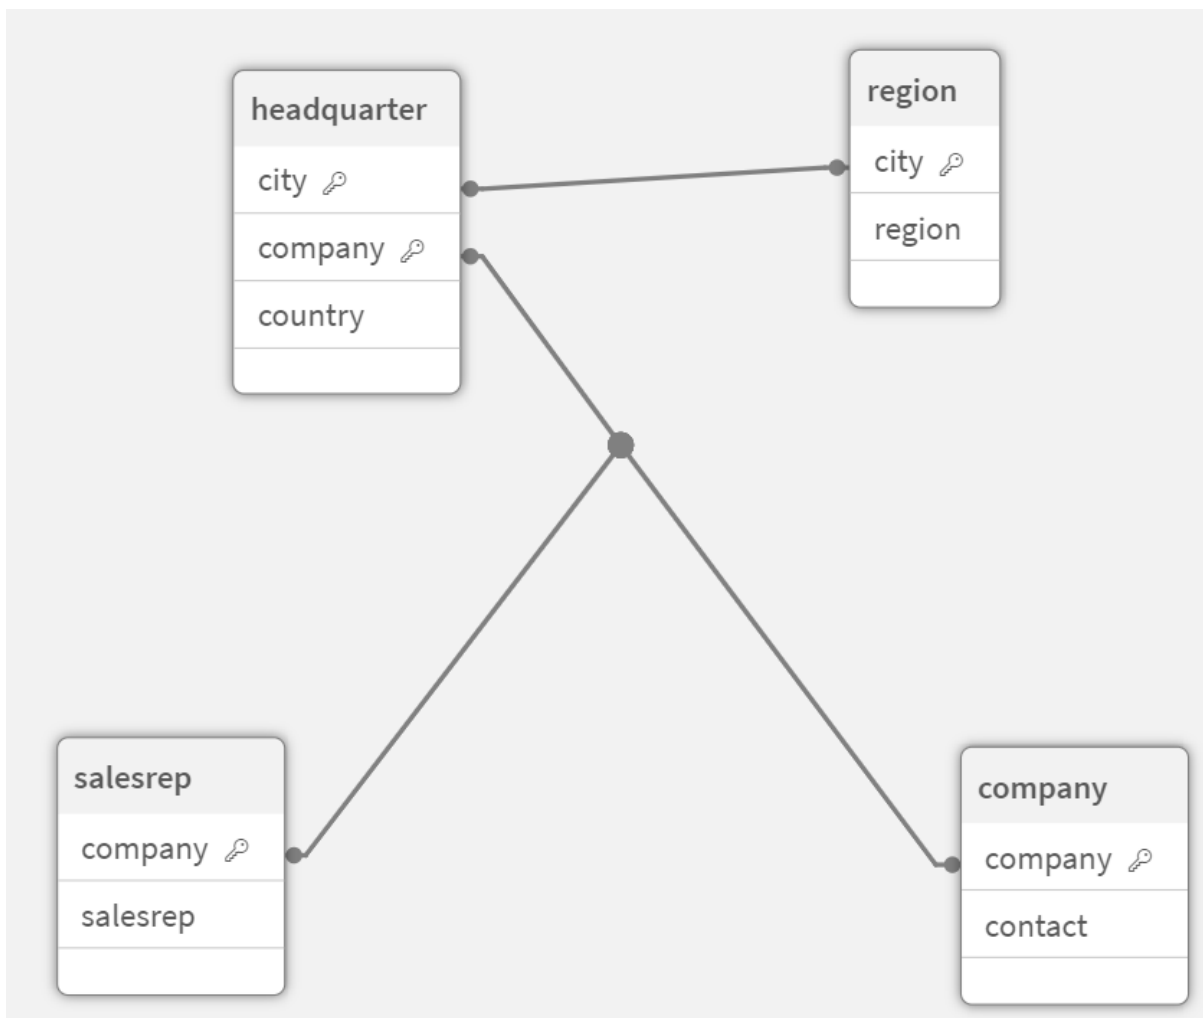 headquarter
city
company
country
region
city
region
salesrep
company
salesrep
company
company
contact